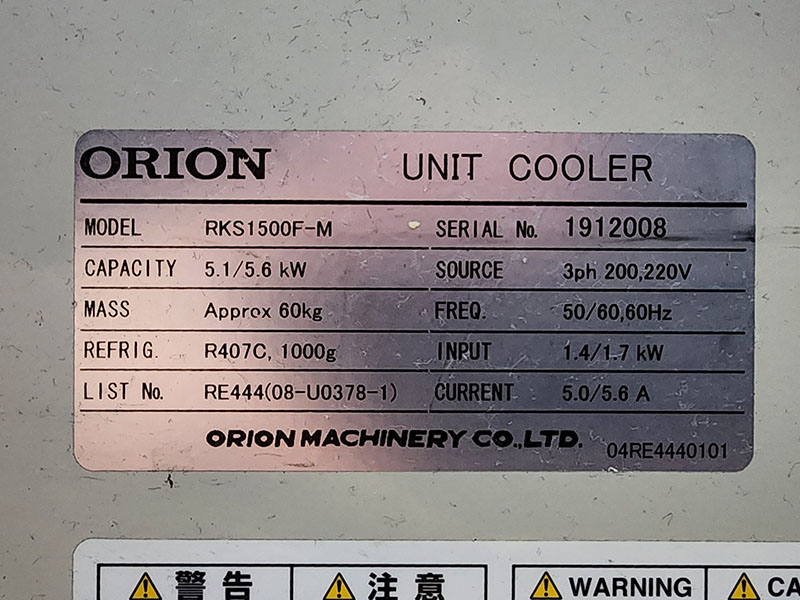 ORION UNIT COOLER
MODEL RKS1500F-M SERIAL No. 1912008
CAPACITY 5.1/5.6 kW SOURCE 3ph 200,220V
MASS Approx 60kg FREQ. 50/60,60Hz
REFRIG. R407C, 1000g INPUT 1.4/1.7 kW
LIST No. RE444(08-U0378-1) CURRENT 5.0/5.6 A
ORION MACHINERY CO.,LTD. 04RE4440101
警告 注意 WARNING CA